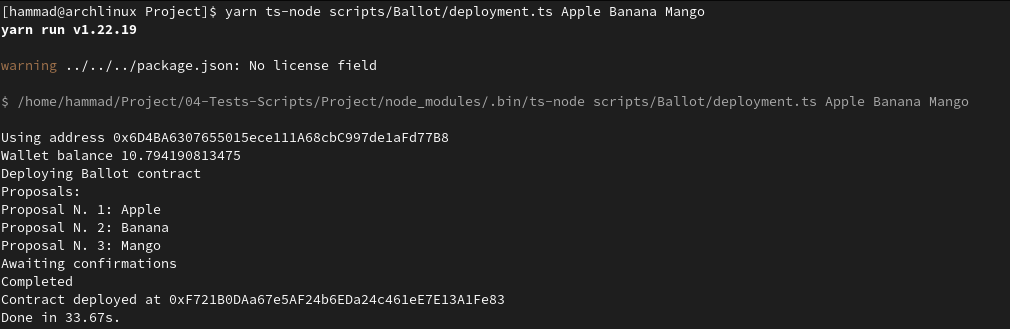 [hammad@archlinux Project]$ yarn ts-node scripts/Ballot/deployment.ts Apple Banana Mango
yarn run v1.22.19
warning ../../../package.json: No license field
$ /home/hammad/Project/04-Tests-Scripts/Project/node_modules/.bin/ts-node scripts/Ballot/deployment.ts Apple Banana Mango
Using address 0x6D4BA6307655015ece111A68cbC997de1aFd77B8
Wallet balance 10.794190813475
Deploying Ballot contract
Proposals:
Proposal N. 1: Apple
Proposal N. 2: Banana
Proposal N. 3: Mango
Awaiting confirmations
Completed
Contract deployed at 0xF721B0DAa67e5AF24b6EDa24c461eE7E13A1Fe83
Done in 33.67s.